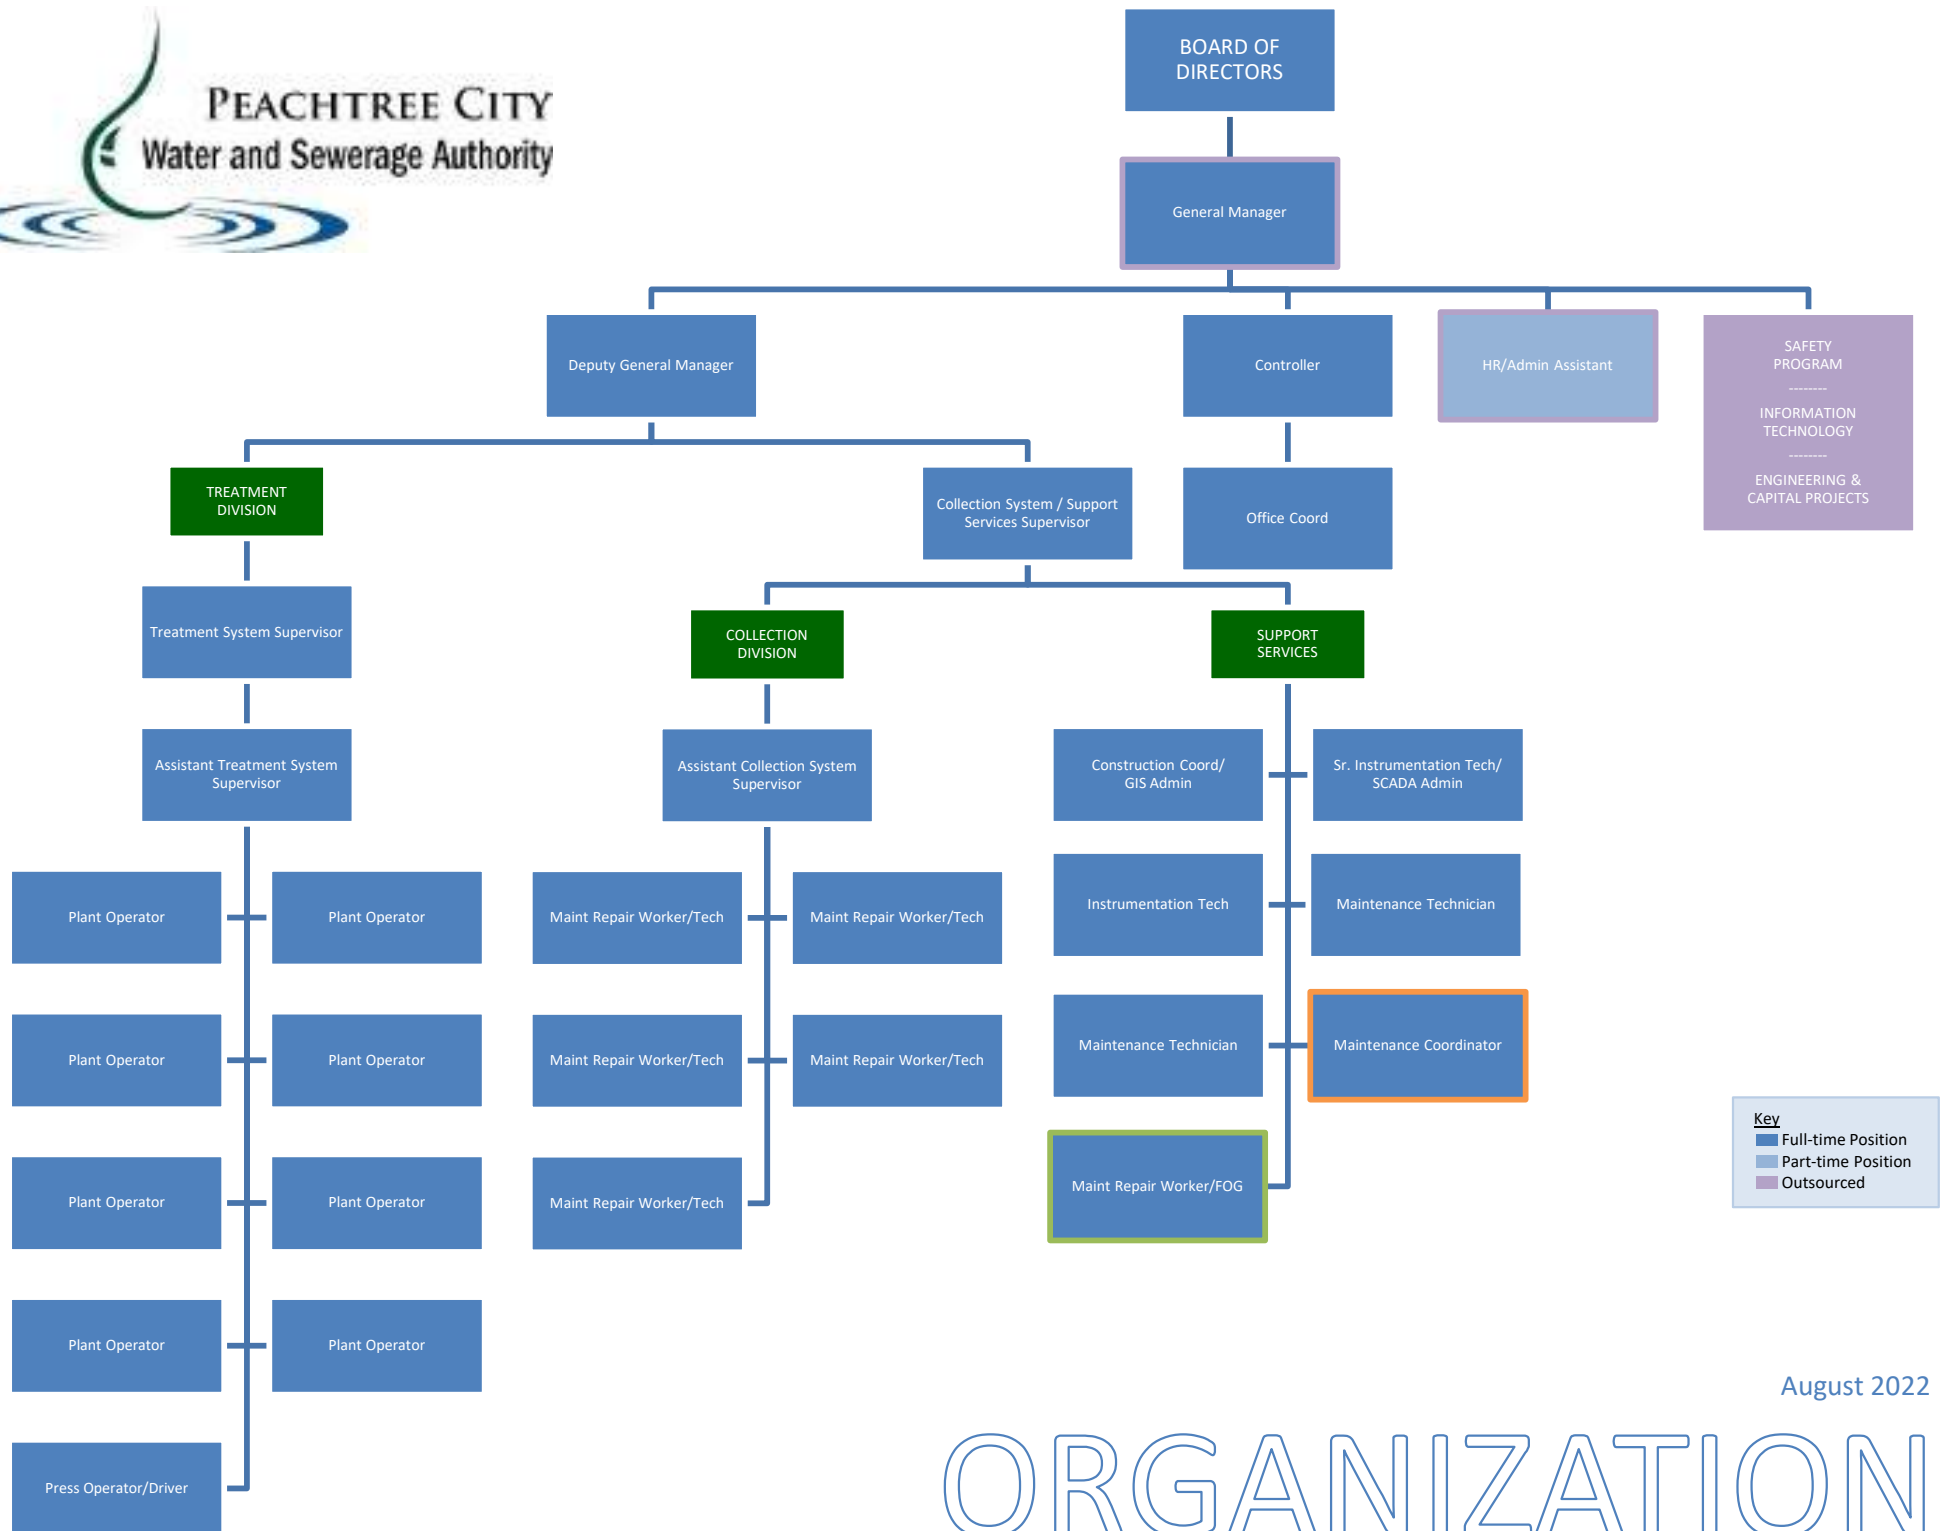 PEACHTREE CITY
Water and Sewerage Authority
BOARD OF
DIRECTORS
General Manager
Deputy General Manager
Controller
HR/Admin Assistant
SAFETY
PROGRAM
--------
INFORMATION
TECHNOLOGY
--------
ENGINEERING &
CAPITAL PROJECTS
TREATMENT
DIVISION
Collection System / Support
Services Supervisor
Office Coord
Treatment System Supervisor
COLLECTION
DIVISION
SUPPORT
SERVICES
Assistant Treatment System
Supervisor
Assistant Collection System
Supervisor
Construction Coord/
GIS Admin
Sr. Instrumentation Tech/
SCADA Admin
Plant Operator
Plant Operator
Maint Repair Worker/Tech
Maint Repair Worker/Tech
Instrumentation Tech
Maintenance Technician
Plant Operator
Plant Operator
Maint Repair Worker/Tech
Maint Repair Worker/Tech
Maintenance Technician
Maintenance Coordinator
Plant Operator
Plant Operator
Maint Repair Worker/Tech
Maint Repair Worker/FOG
Key
Full-time Position
Part-time Position
Outsourced
Plant Operator
Plant Operator
Press Operator/Driver
August 2022
ORGANIZATION